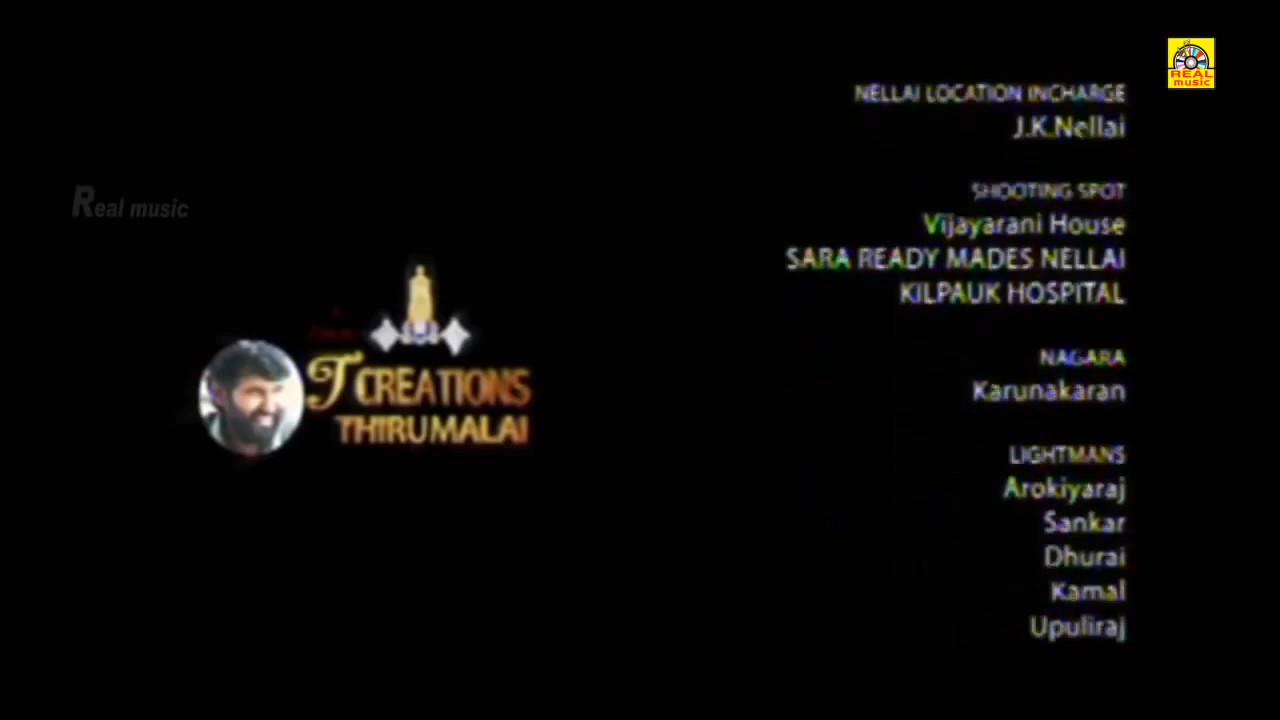 REAL
music
NELLAI LOCATION INCHARGE
J.K.Nellai
SHOOTING SPOT
Vijayarani House
SARA READY MADES NELLAI
KILPAUK HOSPITAL
NAGARA
Karunakaran
LIGHTMANS
Arokiyaraj
Sankar
Dhurai
Kamal
Upuliraj
Real music
T CREATIONS
THIRUMALAI